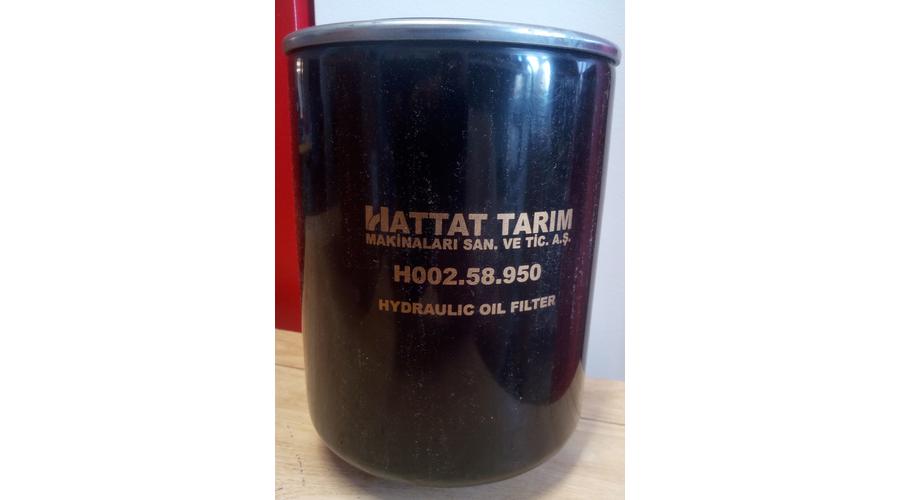 HATTAT TARIM
MAKİNALARI SAN. VE TİC. A.Ş.
H002.58.950
HYDRAULIC OIL FILTER